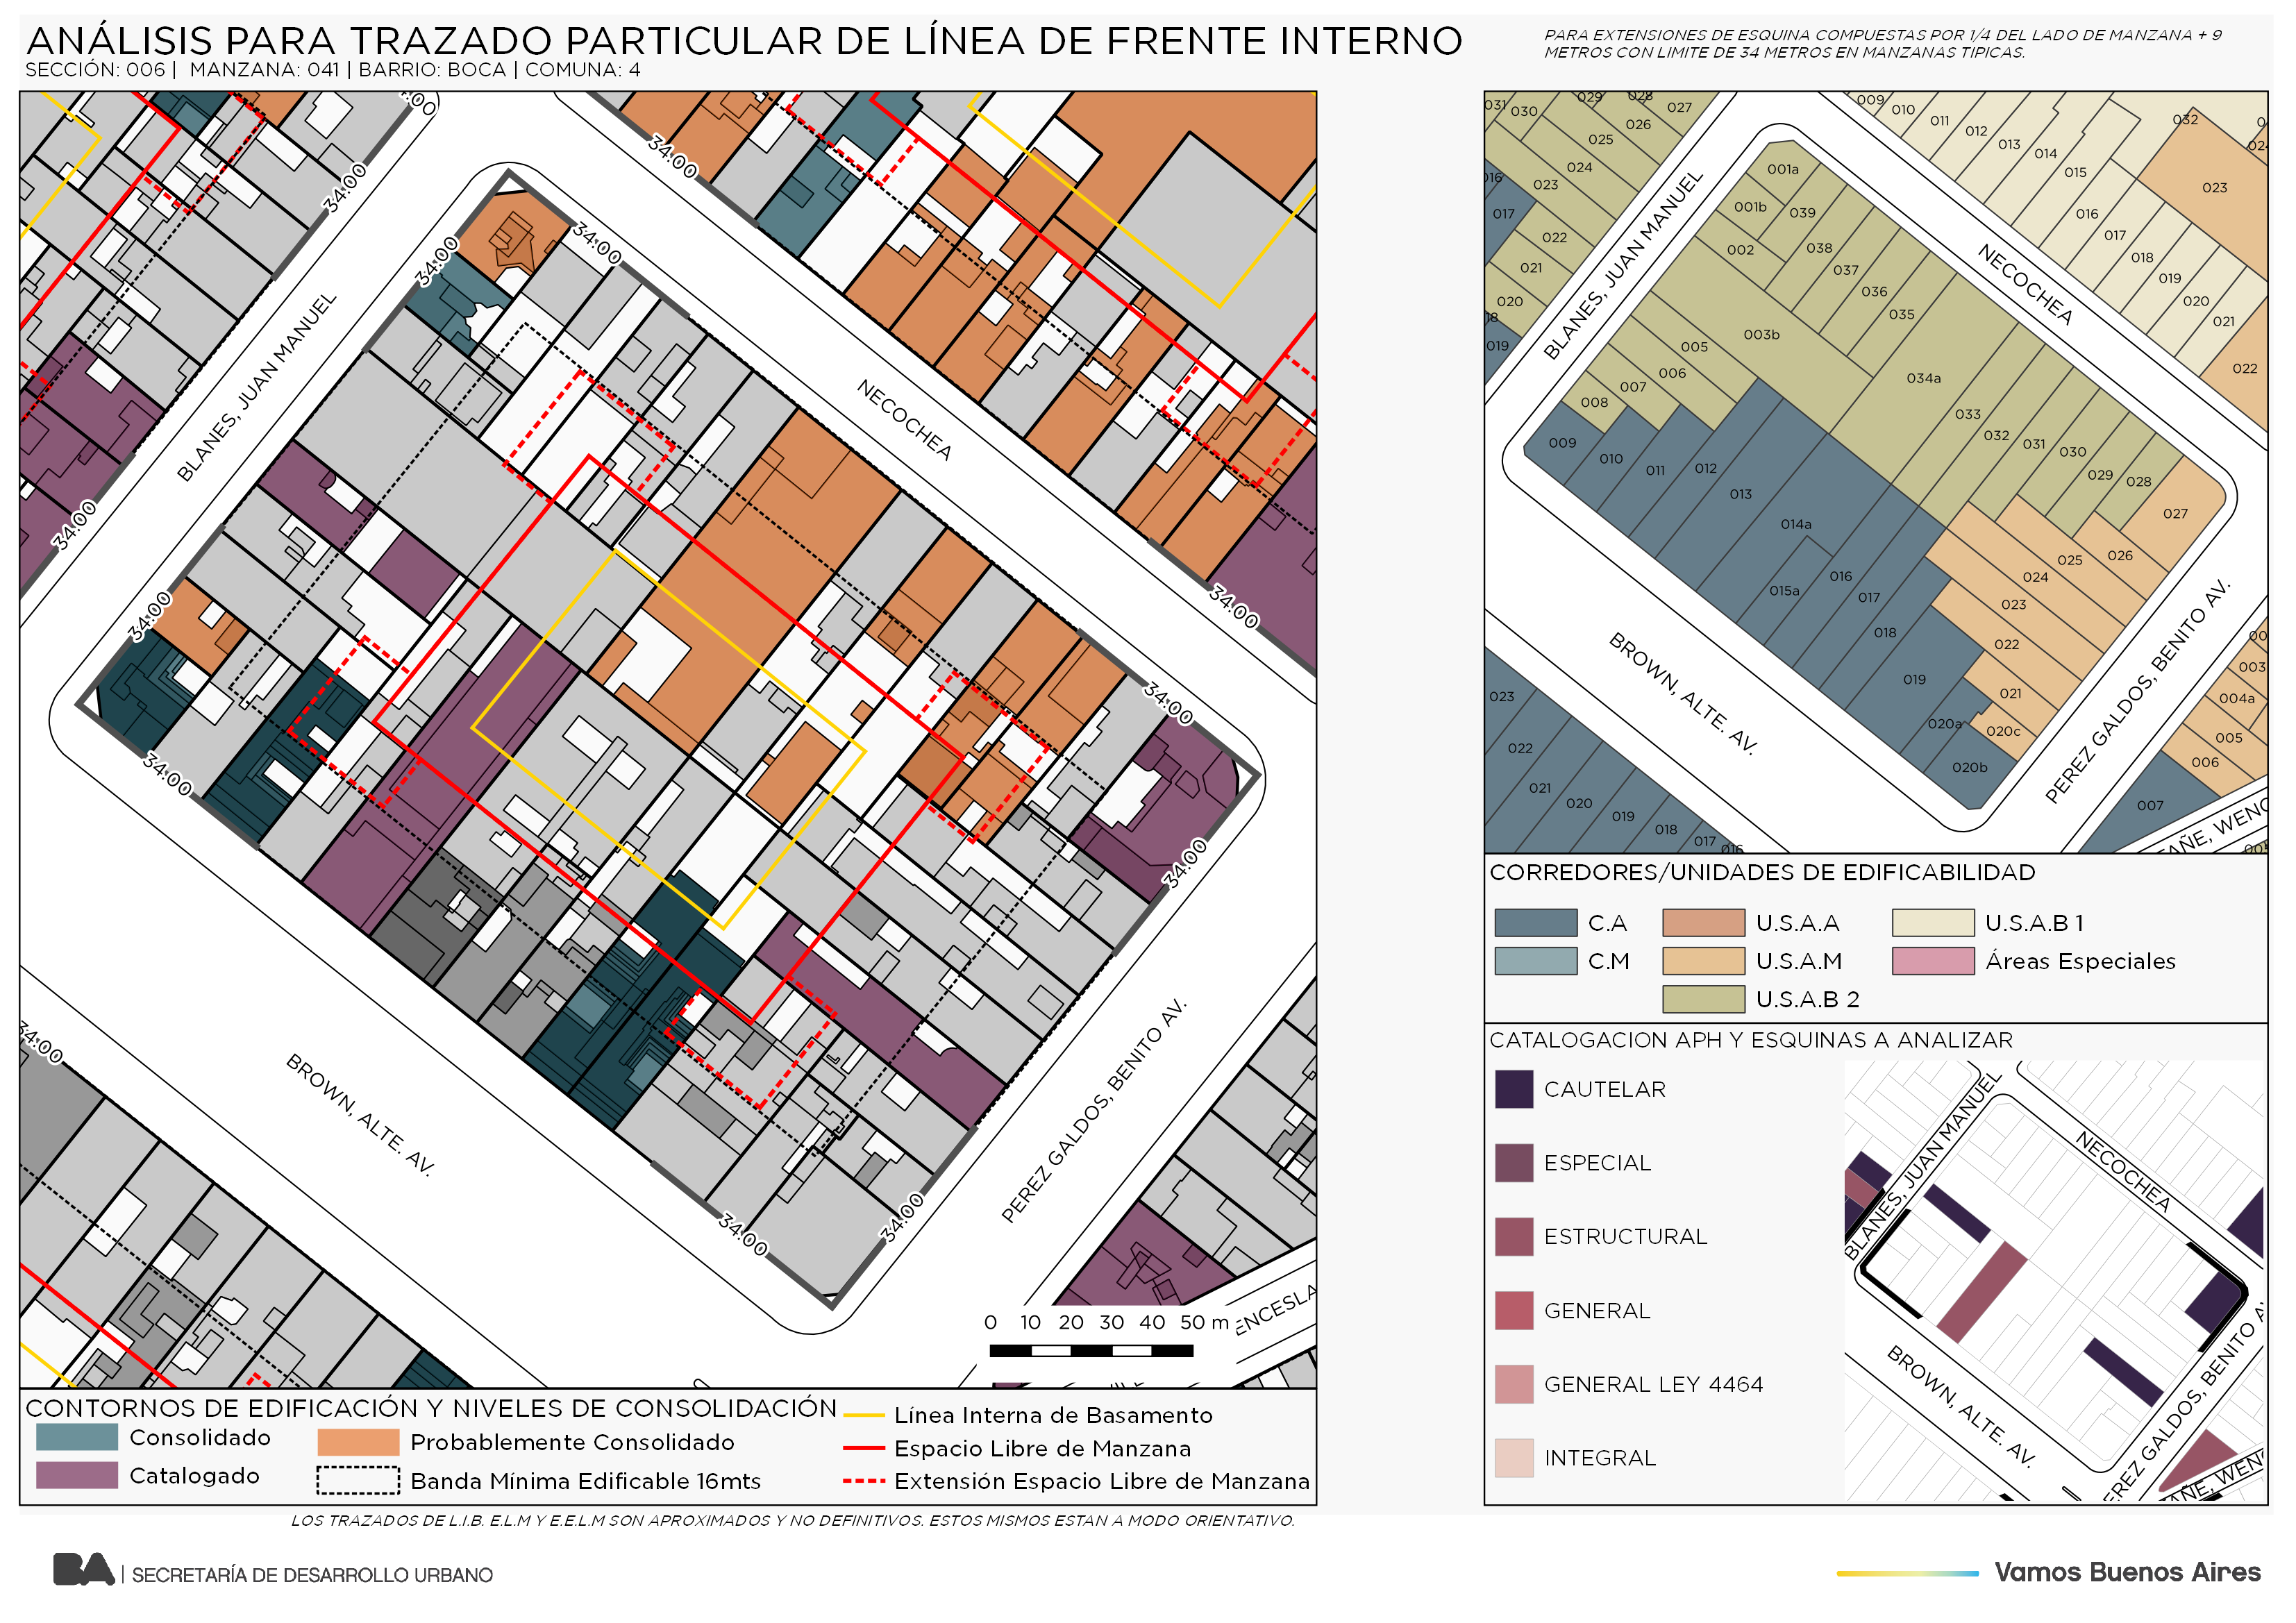 ANÁLISIS PARA TRAZADO PARTICULAR DE LÍNEA DE FRENTE INTERNO
SECCIÓN: 006 | MANZANA: 041 | BARRIO: BOCA | COMUNA: 4
PARA EXTENSIONES DE ESQUINA COMPUESTAS POR 1/4 DEL LADO DE MANZANA + 9
METROS CON LIMITE DE 34 METROS EN MANZANAS TIPICAS.
34.00
34.00
34.00
34.00
34.00
34.00
34.00
34.00
34.00
34.00
34.00
34.00
34.00
34.00
BLANES, JUAN MANUEL
NECOCHEA
BROWN, ALTE. AV.
PEREZ GALDOS, BENITO AV.
ENCESLA
0 10 20 30 40 50 m
CONTORNOS DE EDIFICACIÓN Y NIVELES DE CONSOLIDACIÓN
Consolidado
Catalogado
Probablemente Consolidado
Banda Mínima Edificable 16mts
Línea Interna de Basamento
Espacio Libre de Manzana
Extensión Espacio Libre de Manzana
LOS TRAZADOS DE L.I.B. E.L.M Y E.E.L.M SON APROXIMADOS Y NO DEFINITIVOS. ESTOS MISMOS ESTAN A MODO ORIENTATIVO.
031
030
029
028
027
026
025
024
023
022
021
020
019
017
016
009
010
011
012
013
014
015
016
017
018
019
020
021
022
023
032
001a
001b
002
039
038
037
036
035
003b
034a
005
006
007
008
033
032
031
030
029
028
027
009
010
011
012
013
014a
015a
016
017
018
019
020a
020b
020c
021
022
023
024
025
026
023
022
021
020
019
018
017
016
003
004a
005
006
007
BLANES, JUAN MANUEL
NECOCHEA
BROWN, ALTE. AV.
PEREZ GALDOS, BENITO AV.
AÑE, WENC
CORREDORES/UNIDADES DE EDIFICABILIDAD
C.A
C.M
U.S.A.A
U.S.A.M
U.S.A.B 2
U.S.A.B 1
Áreas Especiales
CATALOGACION APH Y ESQUINAS A ANALIZAR
CAUTELAR
ESPECIAL
ESTRUCTURAL
GENERAL
GENERAL LEY 4464
INTEGRAL
BLANES, JUAN MANUEL
NECOCHEA
BROWN, ALTE. AV.
EREZ GALDOS, BENITO A
AÑE, WEN
BA | SECRETARÍA DE DESARROLLO URBANO
Vamos Buenos Aires